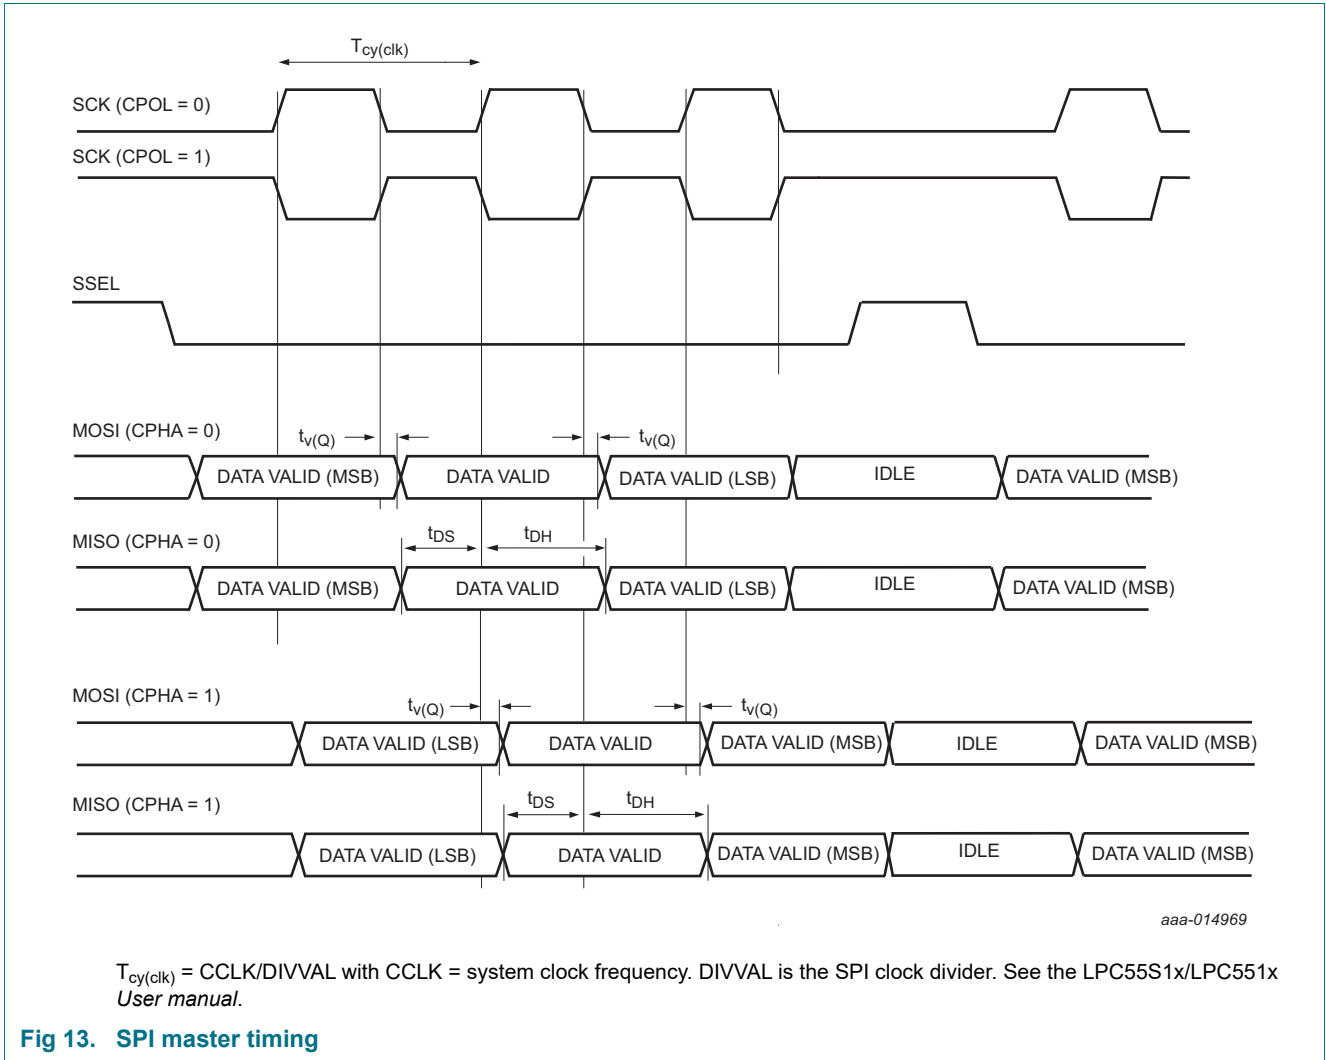 Tcy(clk)
SCK (CPOL = 0)
SCK (CPOL = 1)
SSEL
MOSI (CPHA = 0)
tv(Q)
tv(Q)
DATA VALID (MSB)
DATA VALID
DATA VALID (LSB)
IDLE
DATA VALID (MSB)
MISO (CPHA = 0)
tDS
tDH
DATA VALID (MSB)
DATA VALID
DATA VALID (LSB)
IDLE
DATA VALID (MSB)
MOSI (CPHA = 1)
tv(Q)
tv(Q)
DATA VALID (LSB)
DATA VALID
DATA VALID (MSB)
IDLE
DATA VALID (MSB)
MISO (CPHA = 1)
tDS
tDH
DATA VALID (LSB)
DATA VALID
DATA VALID (MSB)
IDLE
DATA VALID (MSB)
aaa-014969
Tcy(clk) = CCLK/DIVVAL with CCLK = system clock frequency. DIVVAL is the SPI clock divider. See the LPC55S1x/LPC551x
User manual.
Fig 13. SPI master timing